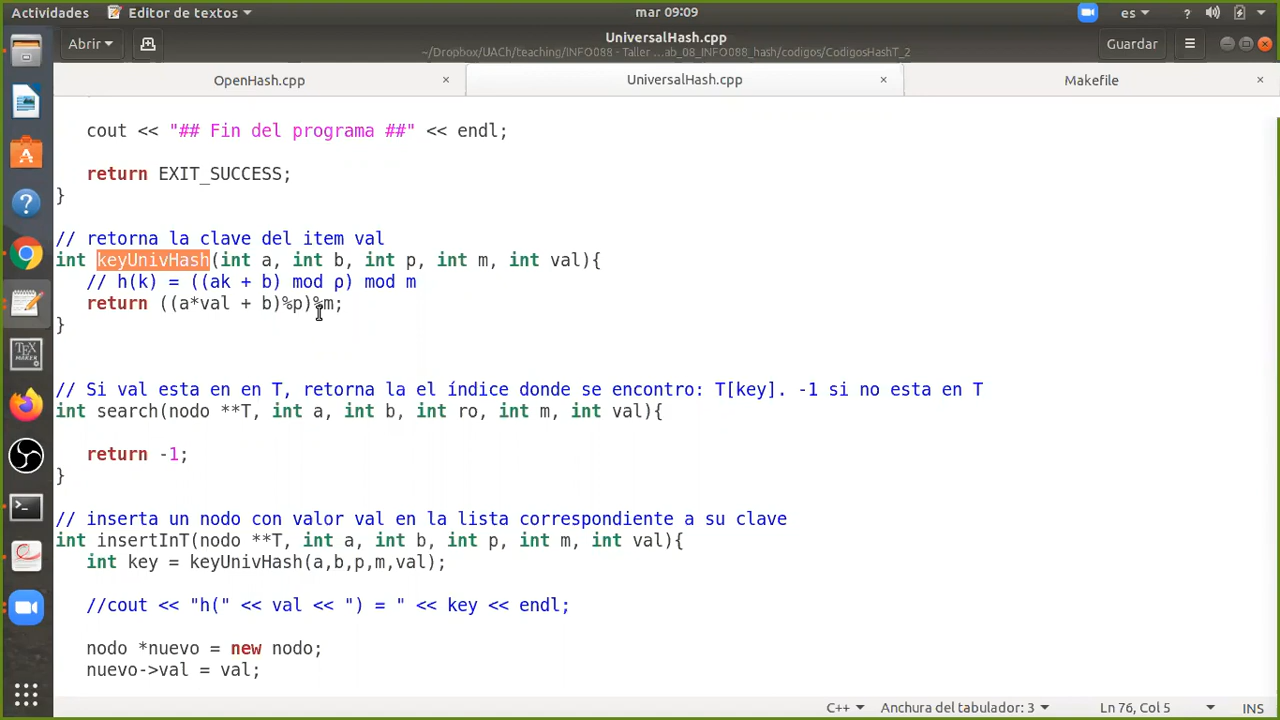 Actividades Editor de textos mar 09:09 es ?
Abrir UniversalHash.cpp Guardar
~/Dropbox/UACh/teaching/INFO088 - Taller ...ab_08_INFO088_hash/codigos/CodigosHashT_2
OpenHash.cpp × UniversalHash.cpp × Makefile ×
cout << "## Fin del programa ##" << endl;
return EXIT_SUCCESS;
}
// retorna la clave del item val
int keyUnivHash(int a, int b, int p, int m, int val){
// h(k) = ((ak + b) mod ρ) mod m
return ((a*val + b)%p)%m;
}
// Si val esta en en T, retorna la el índice donde se encontro: T[key]. -1 si no esta en T
int search(nodo **T, int a, int b, int ro, int m, int val){
return -1;
}
// inserta un nodo con valor val en la lista correspondiente a su clave
int insertInT(nodo **T, int a, int b, int p, int m, int val){
int key = keyUnivHash(a,b,p,m,val);
//cout << "h(" << val << ") = " << key << endl;
nodo *nuevo = new nodo;
nuevo->val = val;
C++ Anchura del tabulador: 3 Ln 76, Col 5 INS